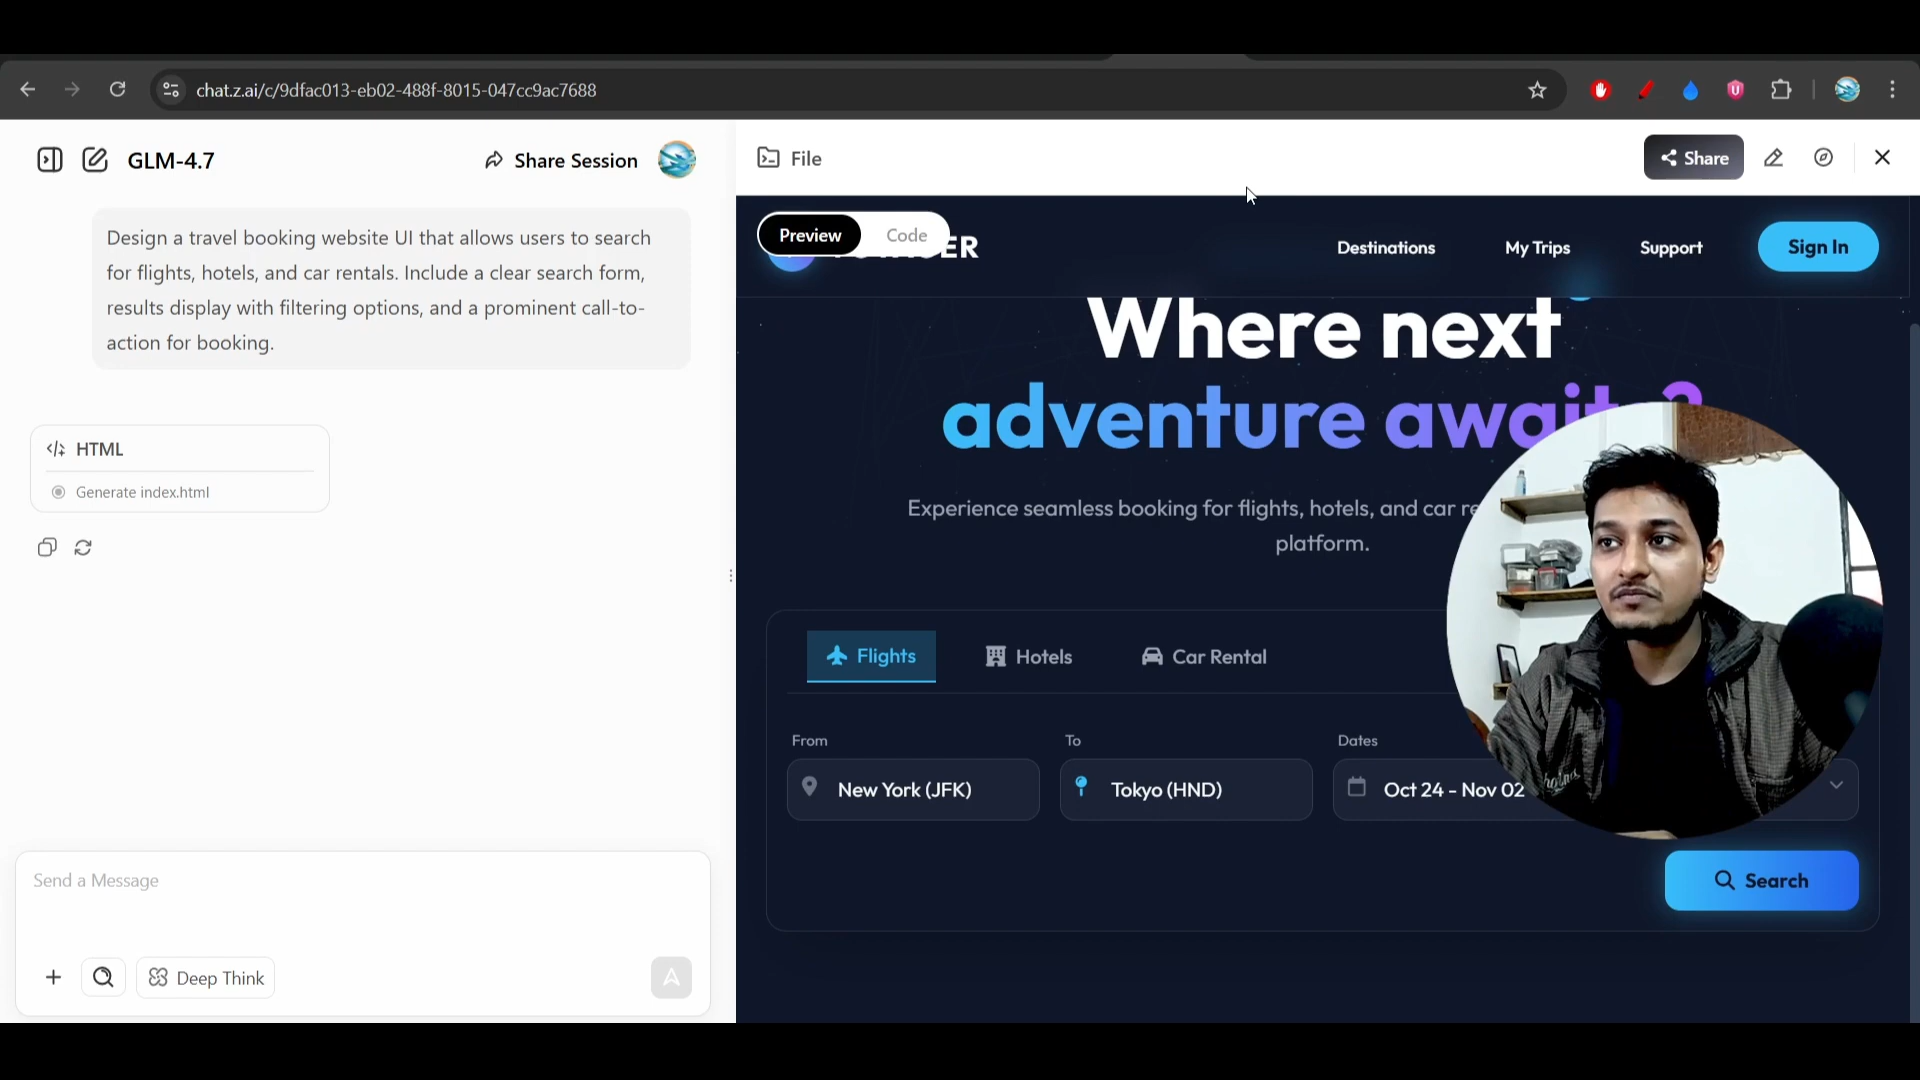 chat.z.ai/c/9dfac013-eb02-488f-8015-047cc9ac7688
GLM-4.7
Share Session
Design a travel booking website UI that allows users to search
for flights, hotels, and car rentals. Include a clear search form,
results display with filtering options, and a prominent call-to-
action for booking.
HTML
Generate index.html
Send a Message
Deep Think
File
Share
Preview
Code
Destinations
My Trips
Support
Sign In
Where next
adventure
Experience seamless booking for flights, hotels, and car
platform.
Flights
Hotels
Car Rental
From
To
Dates
New York (JFK)
Tokyo (HND)
Oct 24 - Nov 02
Search